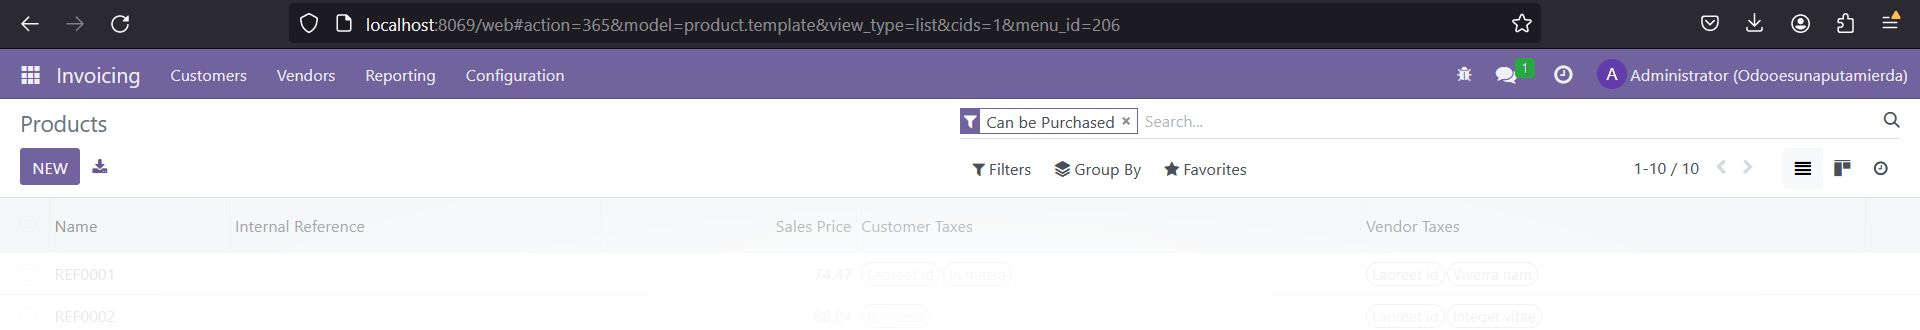 localhost:8069/web#action=365&model=product.template&view_type=list&cids=1&menu_id=206
Invoicing Customers Vendors Reporting Configuration 1 A Administrator (Odooesunaputamierda)
Products Can be Purchased × Search...
NEW Filters Group By Favorites 1-10 / 10
Name Internal Reference Sales Price Customer Taxes Vendor Taxes
REF0001 74.47 Laoreet id In massa Laoreet id Viverra nam
REF0002 86.84 In massa Laoreet id Integer vitae